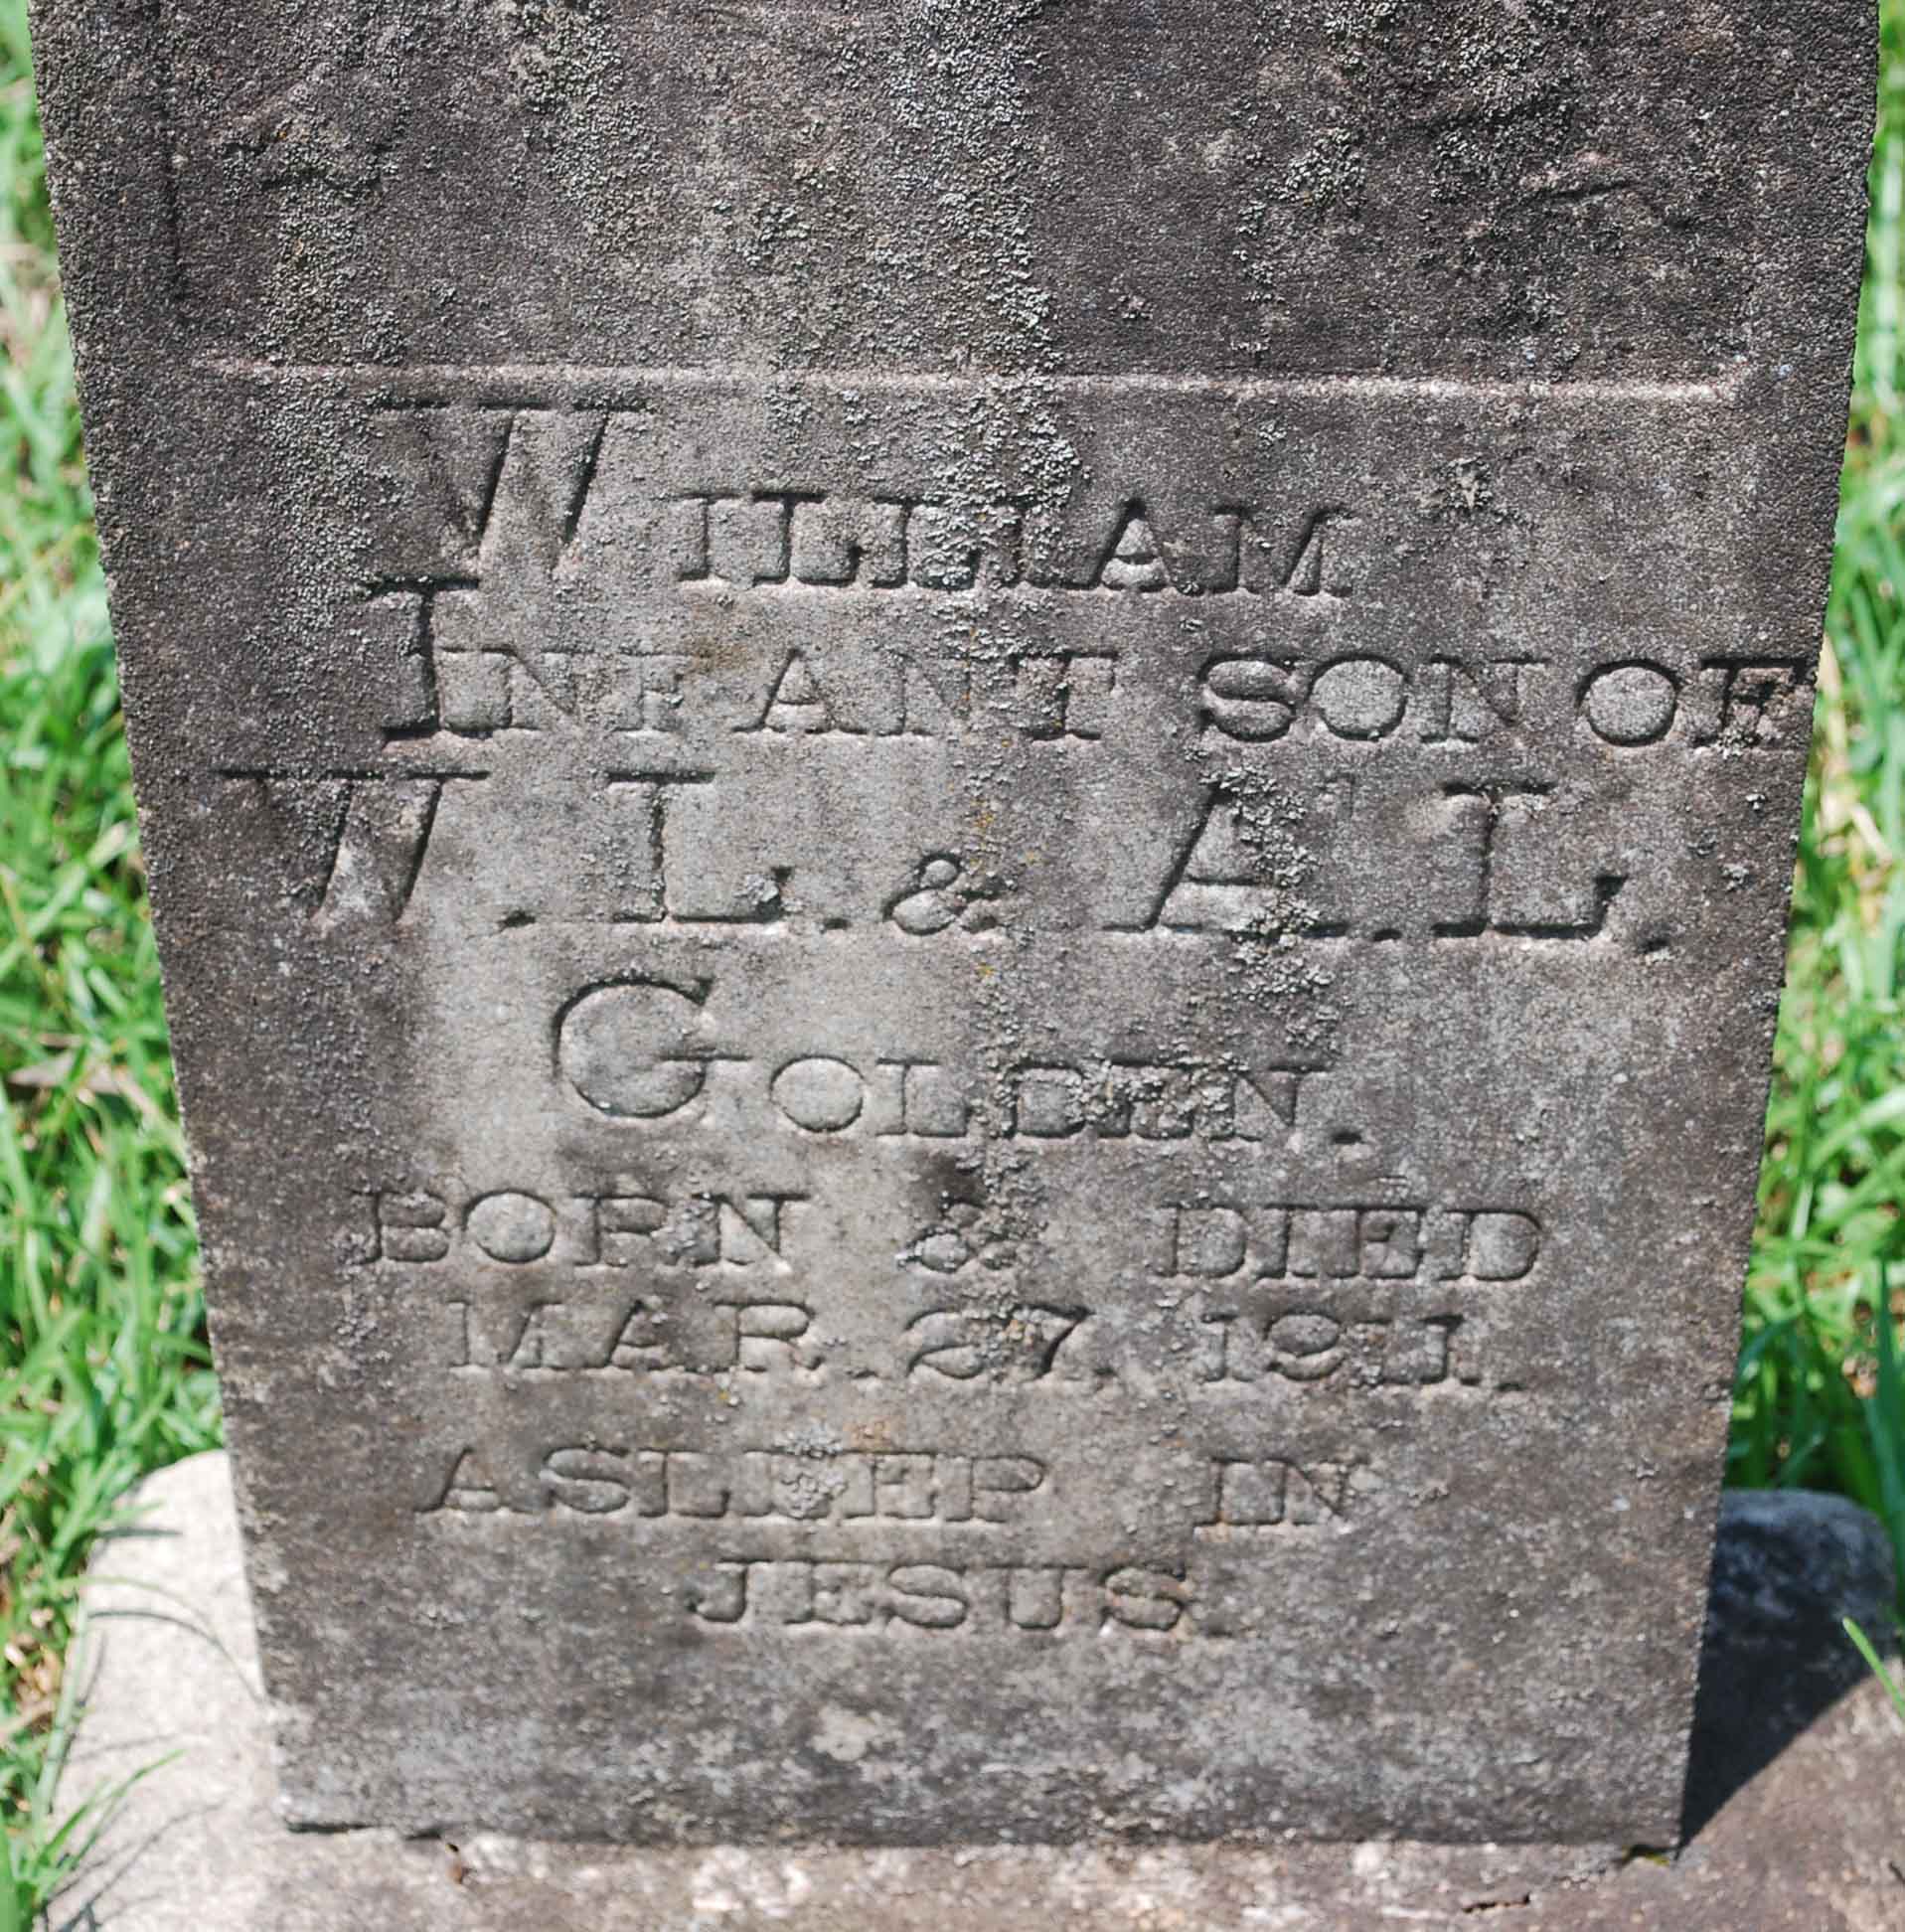 WILLIAM
INFANT SON OF
W. L. & A. L.
GOLDEN.
BORN & DIED
MAR. 27, 1911.
ASLEEP IN
JESUS.